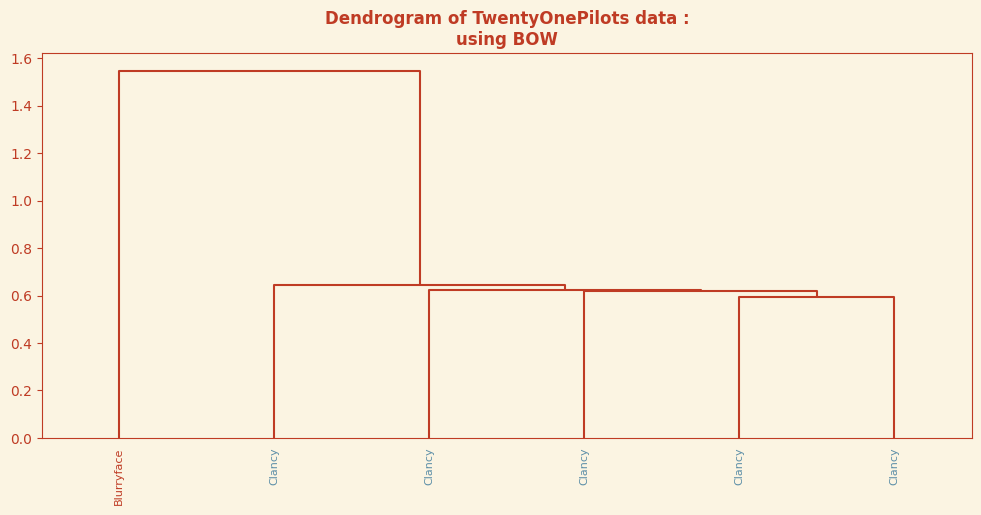 Dendrogram of TwentyOnePilots data :
using BOW
1.6
1.4
1.2
1.0
0.8
0.6
0.4
0.2
0.0
Blurryface
Clancy
Clancy
Clancy
Clancy
Clancy